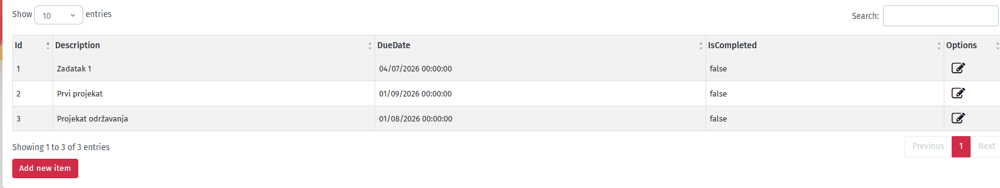 Show 10 entries Search:
Id Description DueDate IsCompleted Options
1 Zadatak 1 04/07/2026 00:00:00 false
2 Prvi projekat 01/09/2026 00:00:00 false
3 Projekat održavanja 01/08/2026 00:00:00 false
Showing 1 to 3 of 3 entries Previous 1 Next
Add new item